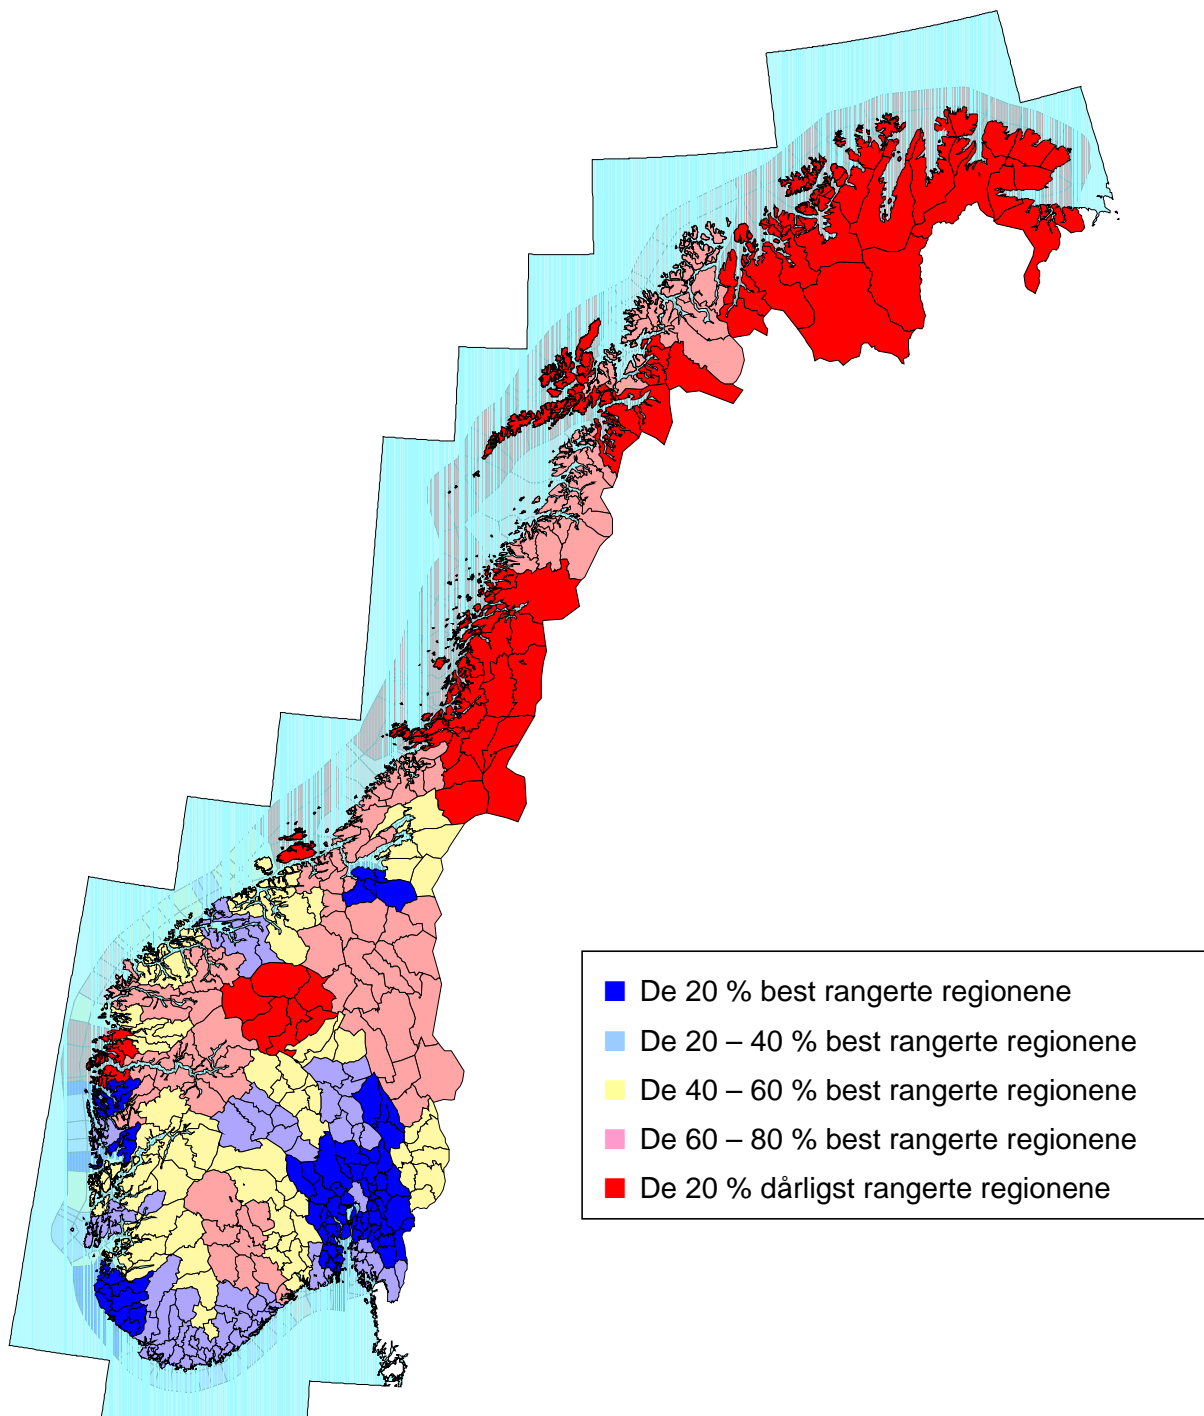 De 20 % best rangerte regionene
De 20 – 40 % best rangerte regionene
De 40 – 60 % best rangerte regionene
De 60 – 80 % best rangerte regionene
De 20 % dårligst rangerte regionene